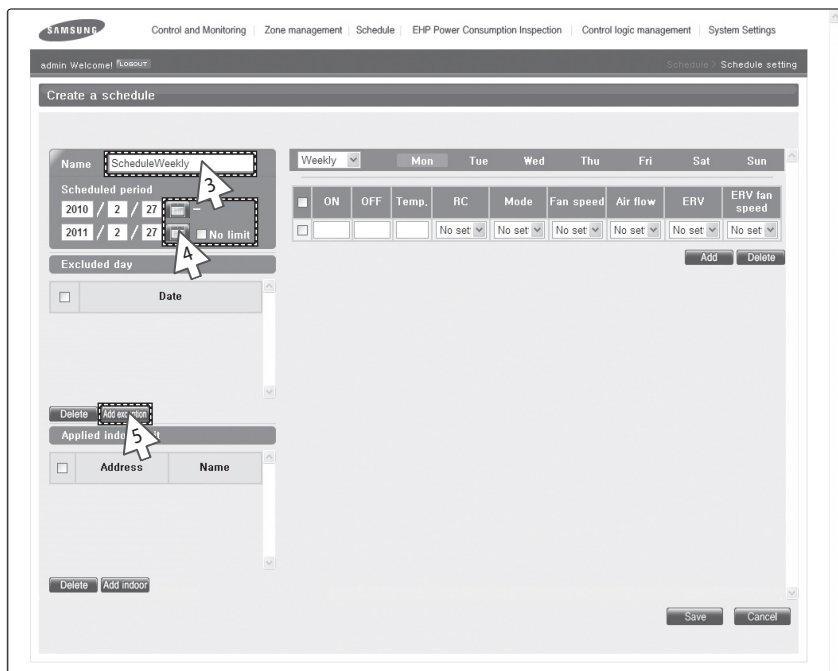 SAMSUNG Control and Monitoring Zone management Schedule EHP Power Consumption Inspection Control logic management System Settings
admin Welcome! LOGOUT Schedule > Schedule setting
Create a schedule
Name ScheduleWeekly
3
Scheduled period
2010 / 2 / 27 –
2011 / 2 / 27 No limit
4
Excluded day
Date
Delete Add exception
5
Applied indoor
Address Name
Delete Add indoor
Weekly Mon Tue Wed Thu Fri Sat Sun
ON OFF Temp. RC Mode Fan speed Air flow ERV ERV fan speed
No set No set No set No set No set No set
Add Delete
Save Cancel